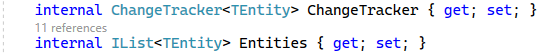 internal ChangeTracker<TEntity> ChangeTracker { get; set; }
11 references
internal IList<TEntity> Entities { get; set; }